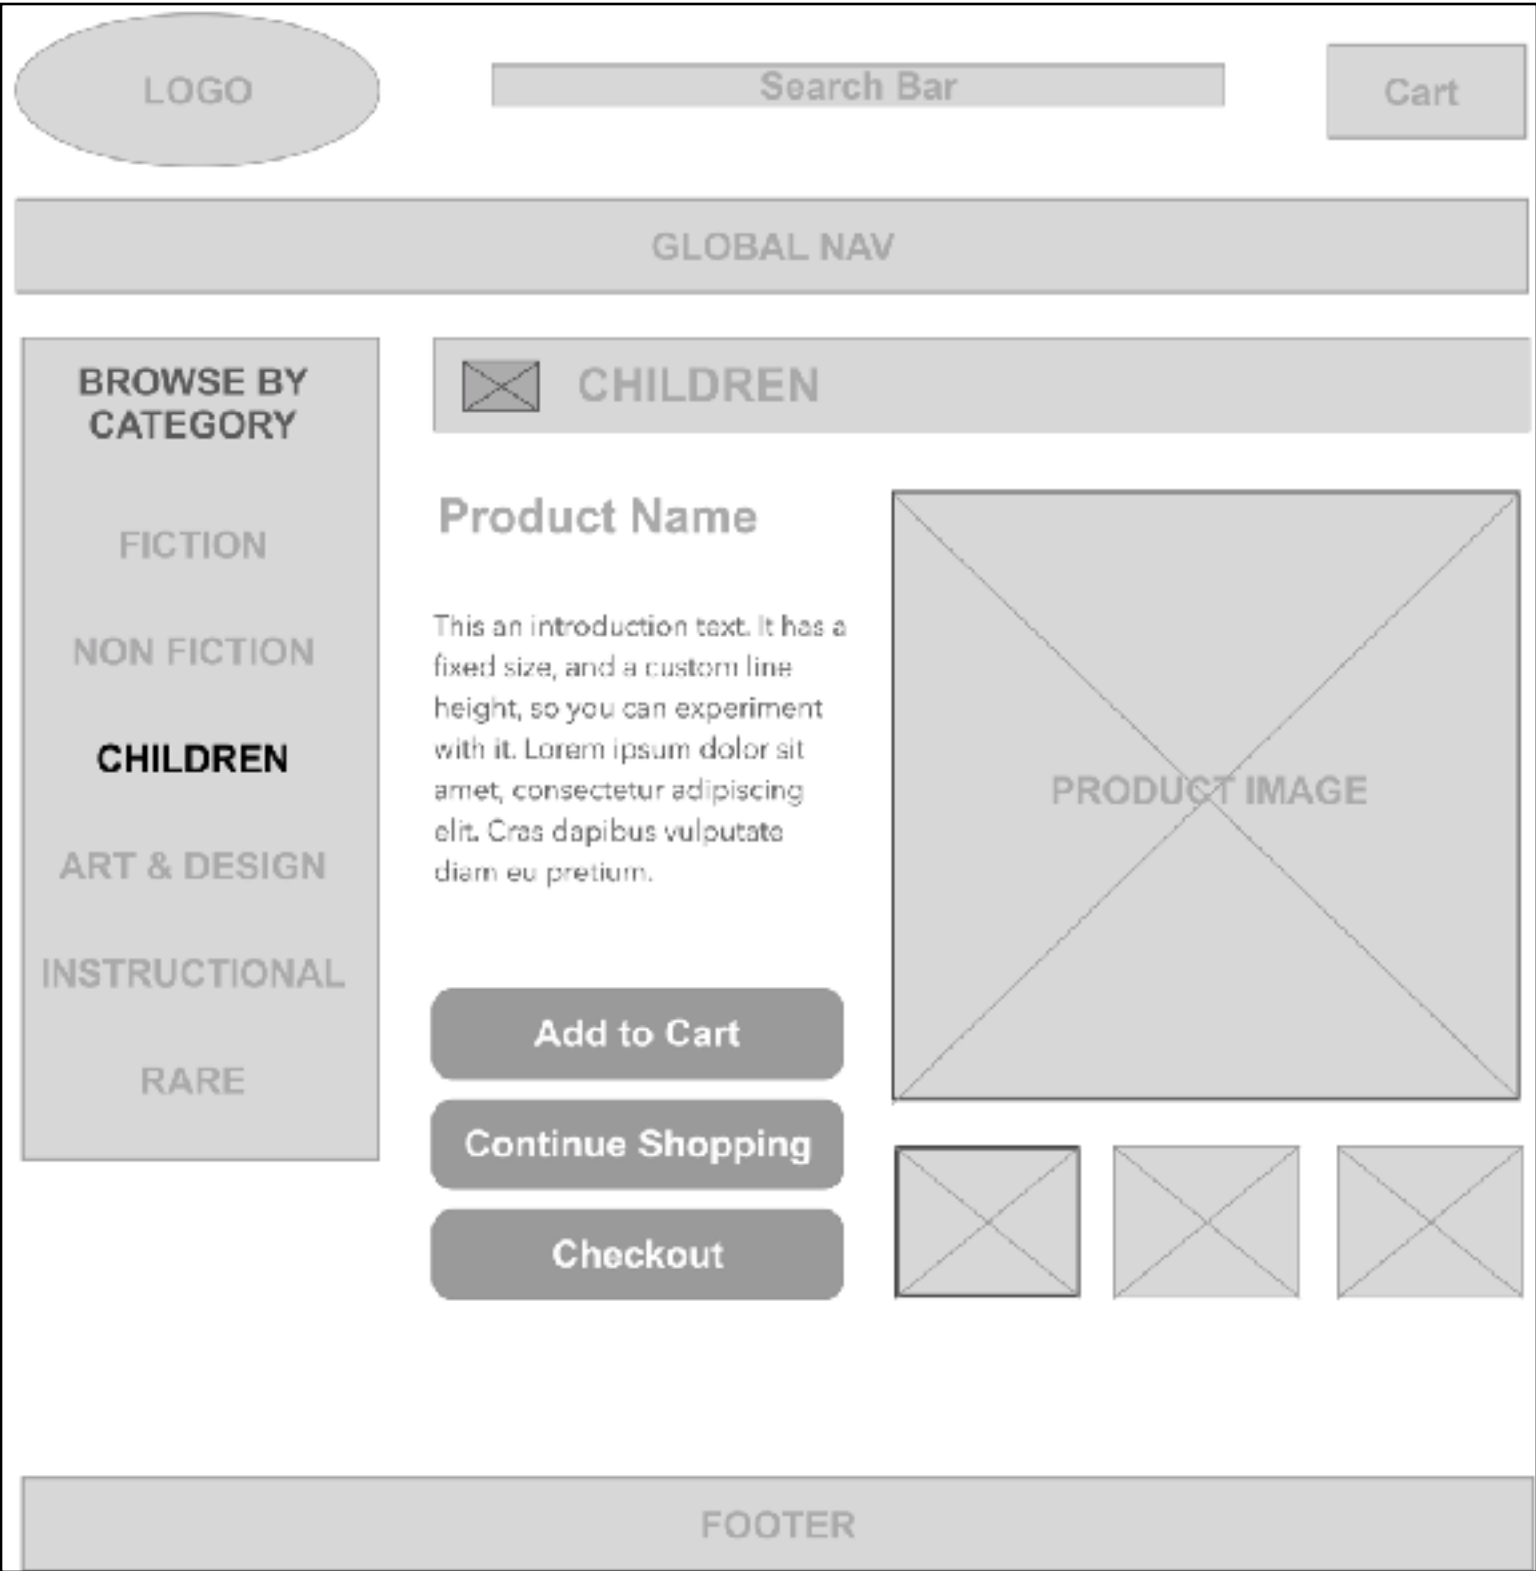 LOGO
Search Bar
Cart
GLOBAL NAV
BROWSE BY
CATEGORY
FICTION
NON FICTION
CHILDREN
ART & DESIGN
INSTRUCTIONAL
RARE
CHILDREN
Product Name
This an introduction text. It has a
fixed size, and a custom line
height, so you can experiment
with it. Lorem ipsum dolor sit
amet, consectetur adipiscing
elit. Cras dapibus vulputate
diam eu pretium.
Add to Cart
Continue Shopping
Checkout
PRODUCT IMAGE
FOOTER